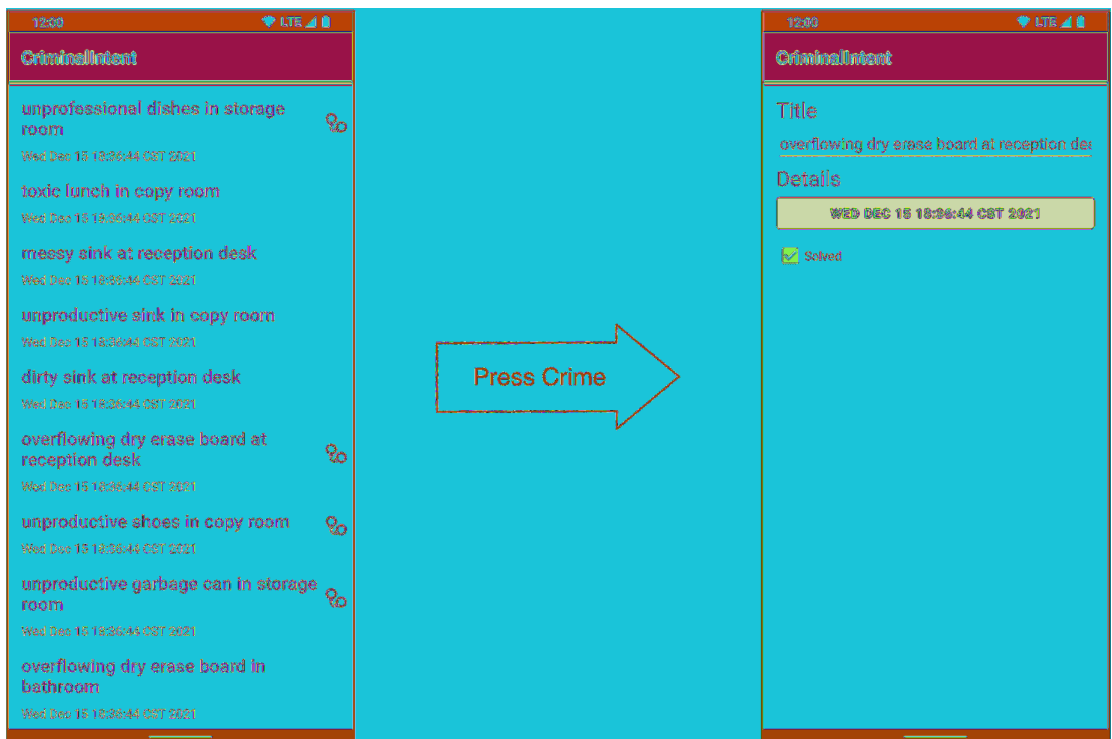 12:00 LTE
CriminalIntent
unprofessional dishes in storage
room
Wed Dec 15 18:36:44 CST 2021
toxic lunch in copy room
Wed Dec 15 18:36:44 CST 2021
messy sink at reception desk
Wed Dec 15 18:36:44 CST 2021
unproductive sink in copy room
Wed Dec 15 18:36:44 CST 2021
dirty sink at reception desk
Wed Dec 15 18:36:44 CST 2021
overflowing dry erase board at
reception desk
Wed Dec 15 18:36:44 CST 2021
unproductive shoes in copy room
Wed Dec 15 18:36:44 CST 2021
unproductive garbage can in storage
room
Wed Dec 15 18:36:44 CST 2021
overflowing dry erase board in
bathroom
Wed Dec 15 18:36:44 CST 2021
Press Crime
12:00 LTE
CriminalIntent
Title
overflowing dry erase board at reception des
Details
WED DEC 15 18:36:44 CST 2021
Solved